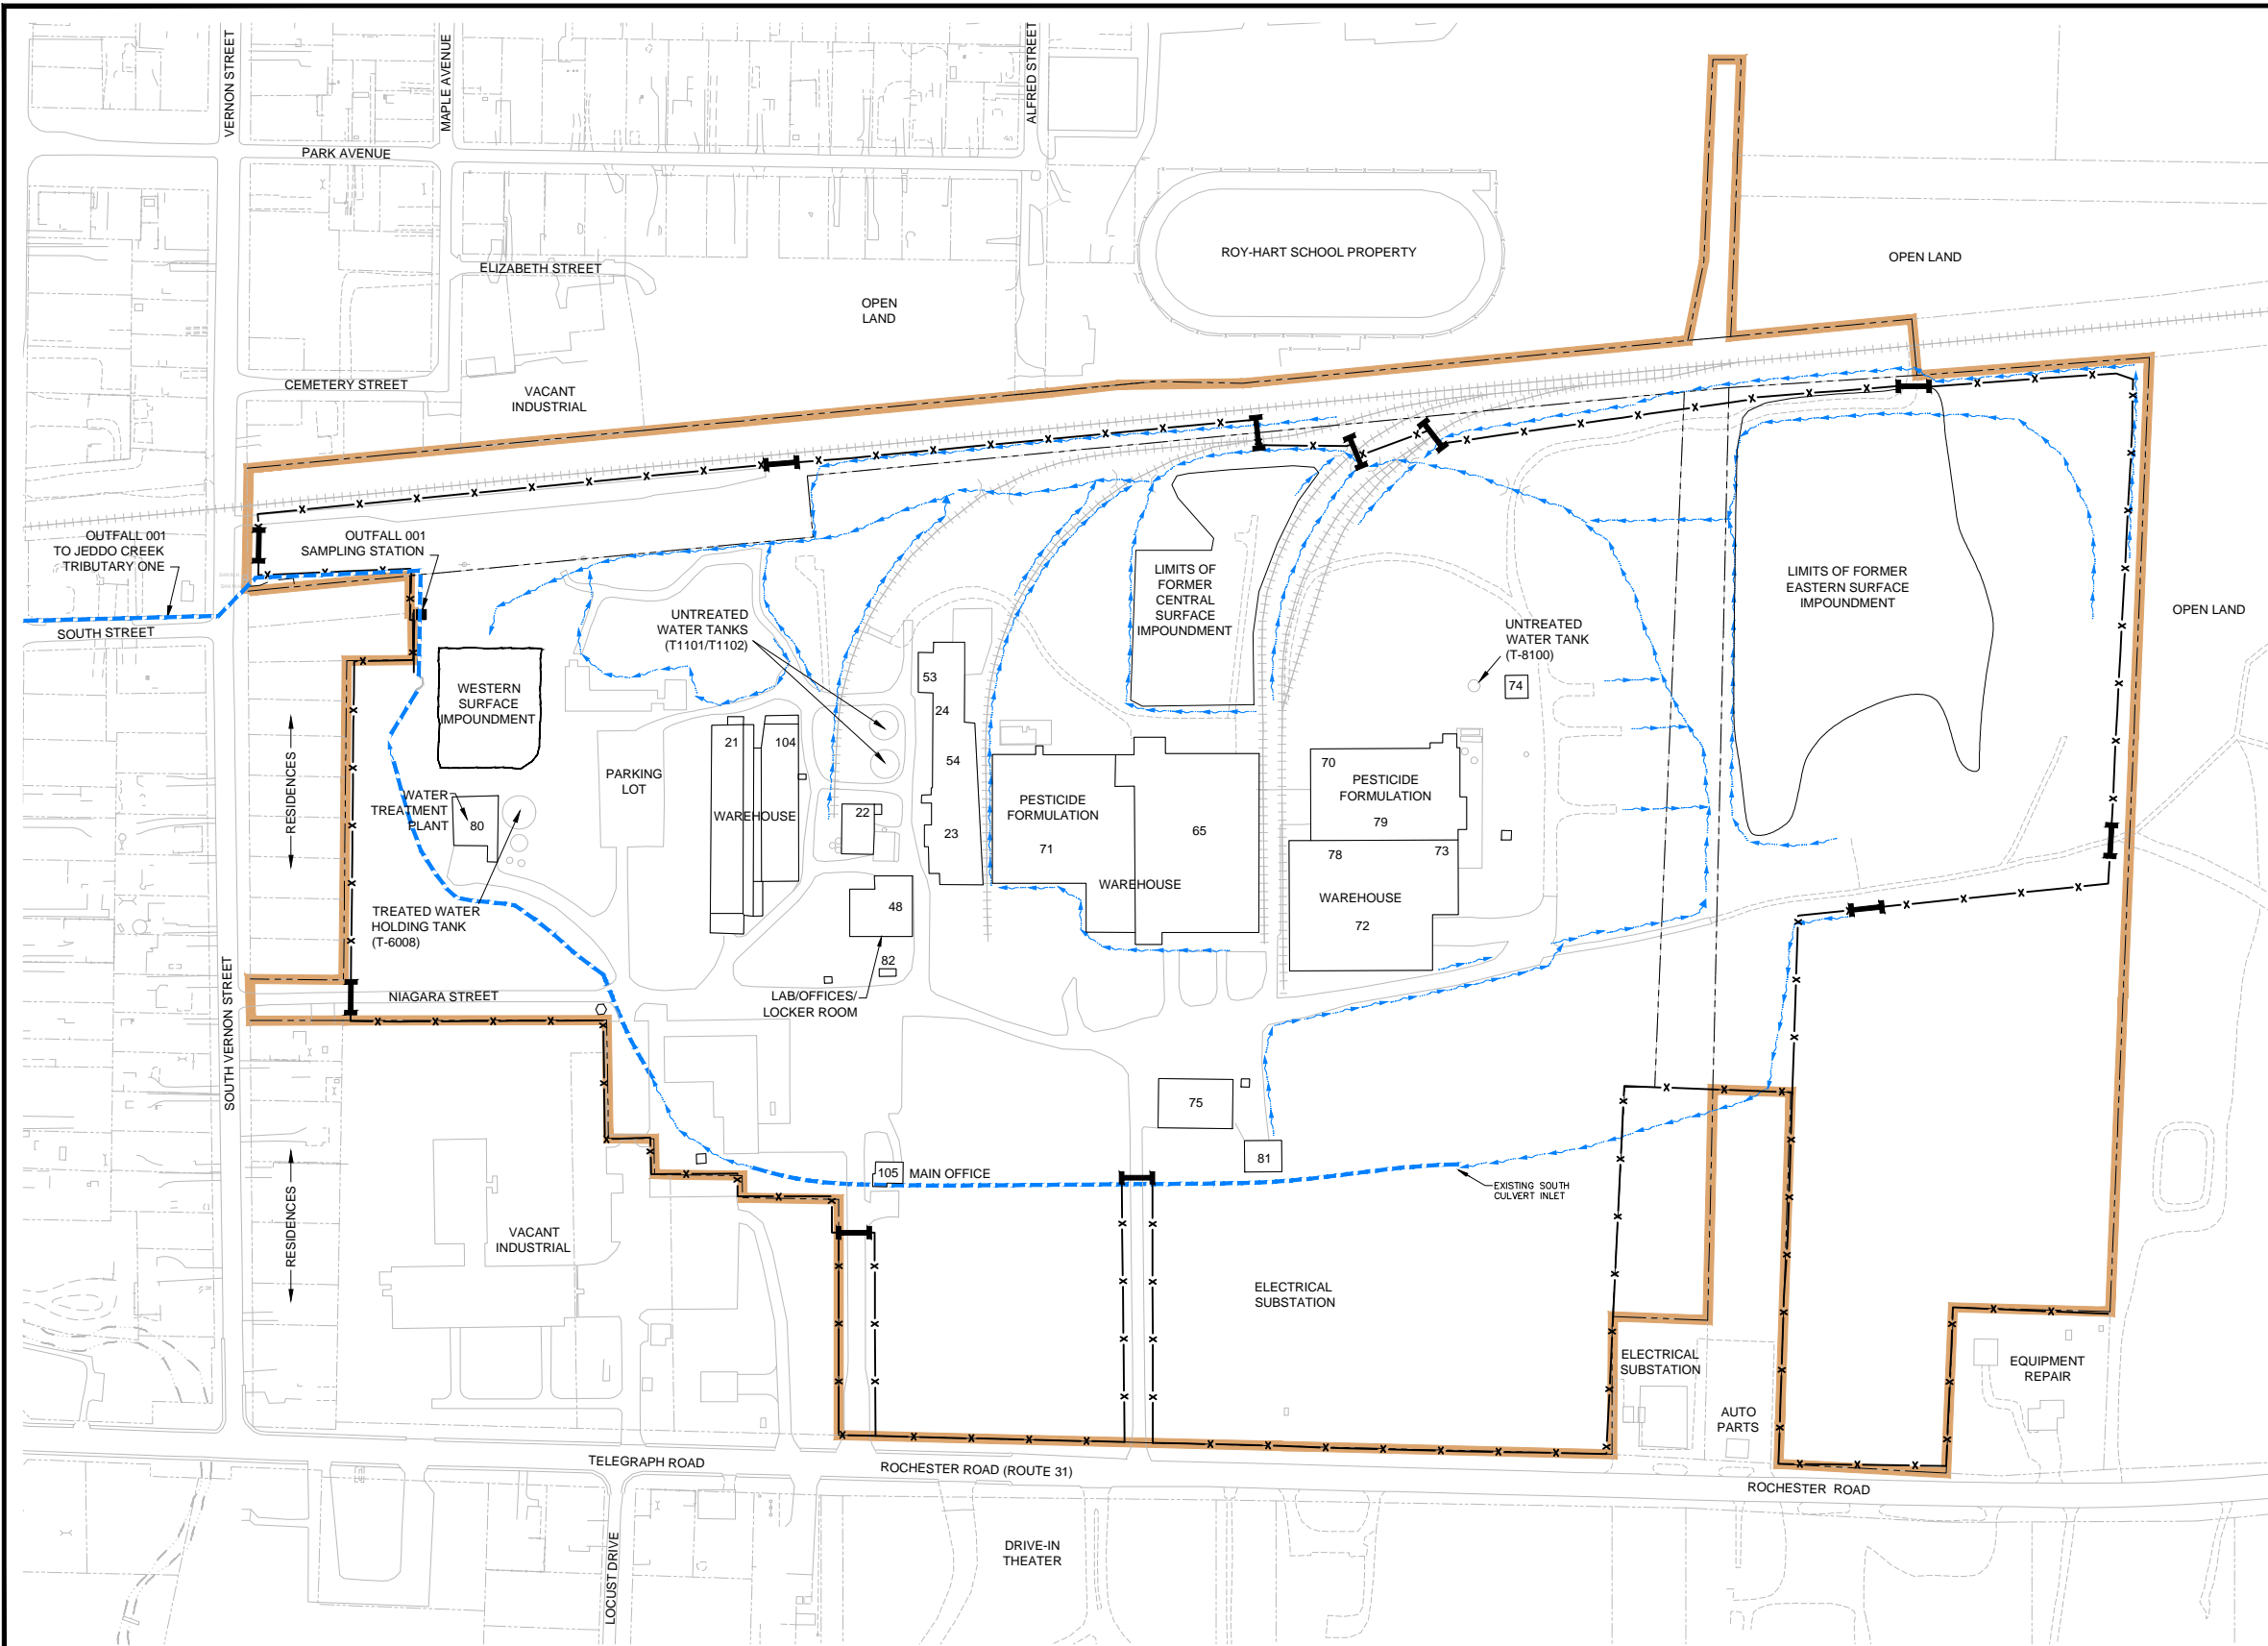 VERNON STREET
MAPLE AVENUE
ALFRED STREET
PARK AVENUE
ELIZABETH STREET
CEMETERY STREET
OPEN
LAND
VACANT
INDUSTRIAL
ROY-HART SCHOOL PROPERTY
OPEN LAND
OUTFALL 001
TO JEDDO CREEK
TRIBUTARY ONE
OUTFALL 001
SAMPLING STATION
SOUTH STREET
UNTREATED
WATER TANKS
(T1101/T1102)
LIMITS OF
FORMER
CENTRAL
SURFACE
IMPOUNDMENT
UNTREATED
WATER TANK
(T-8100)
74
LIMITS OF FORMER
EASTERN SURFACE
IMPOUNDMENT
OPEN LAND
WESTERN
SURFACE
IMPOUNDMENT
RESIDENCES
WATER
TREATMENT
PLANT
80
PARKING
LOT
21
104
WAREHOUSE
22
53
24
54
23
PESTICIDE
FORMULATION
71
65
WAREHOUSE
70
PESTICIDE
FORMULATION
79
78
73
WAREHOUSE
72
TREATED WATER
HOLDING TANK
(T-6008)
48
82
LAB/OFFICES/
LOCKER ROOM
NIAGARA STREET
SOUTH VERNON STREET
75
81
105
MAIN OFFICE
EXISTING SOUTH
CULVERT INLET
RESIDENCES
VACANT
INDUSTRIAL
ELECTRICAL
SUBSTATION
ELECTRICAL
SUBSTATION
AUTO
PARTS
EQUIPMENT
REPAIR
TELEGRAPH ROAD
ROCHESTER ROAD (ROUTE 31)
ROCHESTER ROAD
LOCUST DRIVE
DRIVE-IN
THEATER